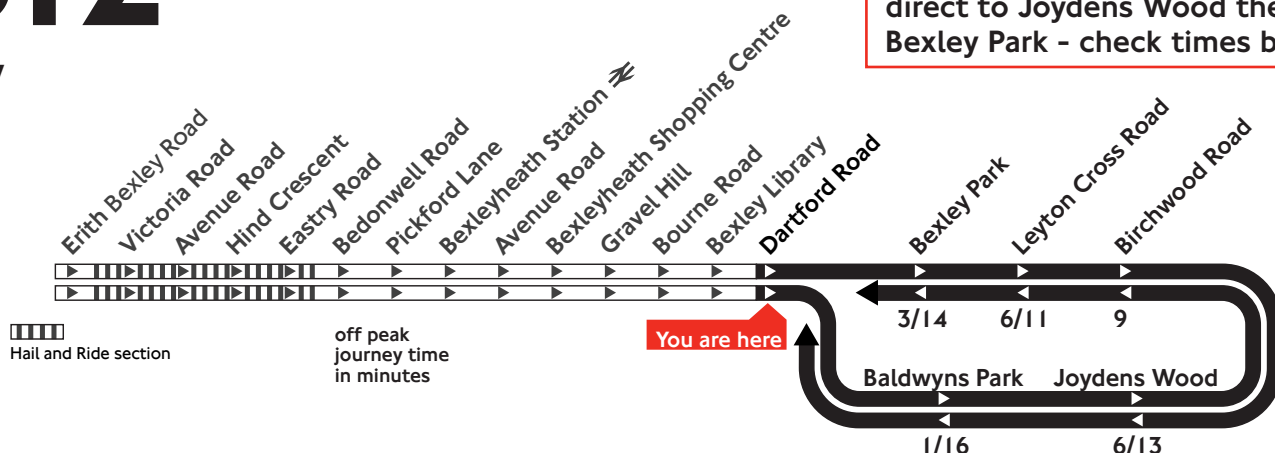 direct to Joydens Wood the
Bexley Park - check times b
Erith Bexley Road
Victoria Road
Avenue Road
Hind Crescent
Eastry Road
Bedonwell Road
Pickford Lane
Bexleyheath Station
Avenue Road
Bexleyheath Shopping Centre
Gravel Hill
Bourne Road
Bexley Library
Dartford Road
Bexley Park
Leyton Cross Road
Birchwood Road
3/14
6/11
9
Hail and Ride section
off peak
journey time
in minutes
You are here
Baldwyns Park
Joydens Wood
1/16
6/13